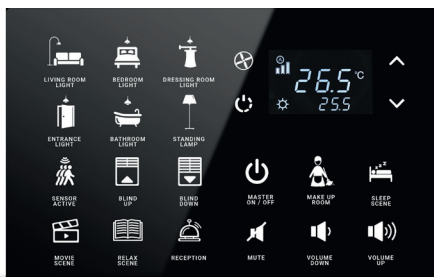 LIVING ROOM
LIGHT
BEDROOM
LIGHT
DRESSING ROOM
LIGHT
26.5 °C
25.5
ENTRANCE
LIGHT
BATHROOM
LIGHT
STANDING
LAMP
SENSOR
ACTIVE
BLIND
UP
BLIND
DOWN
MASTER
ON / OFF
MAKE UP
ROOM
SLEEP
SCENE
MOVIE
SCENE
RELAX
SCENE
RECEPTION
MUTE
VOLUME
DOWN
VOLUME
UP